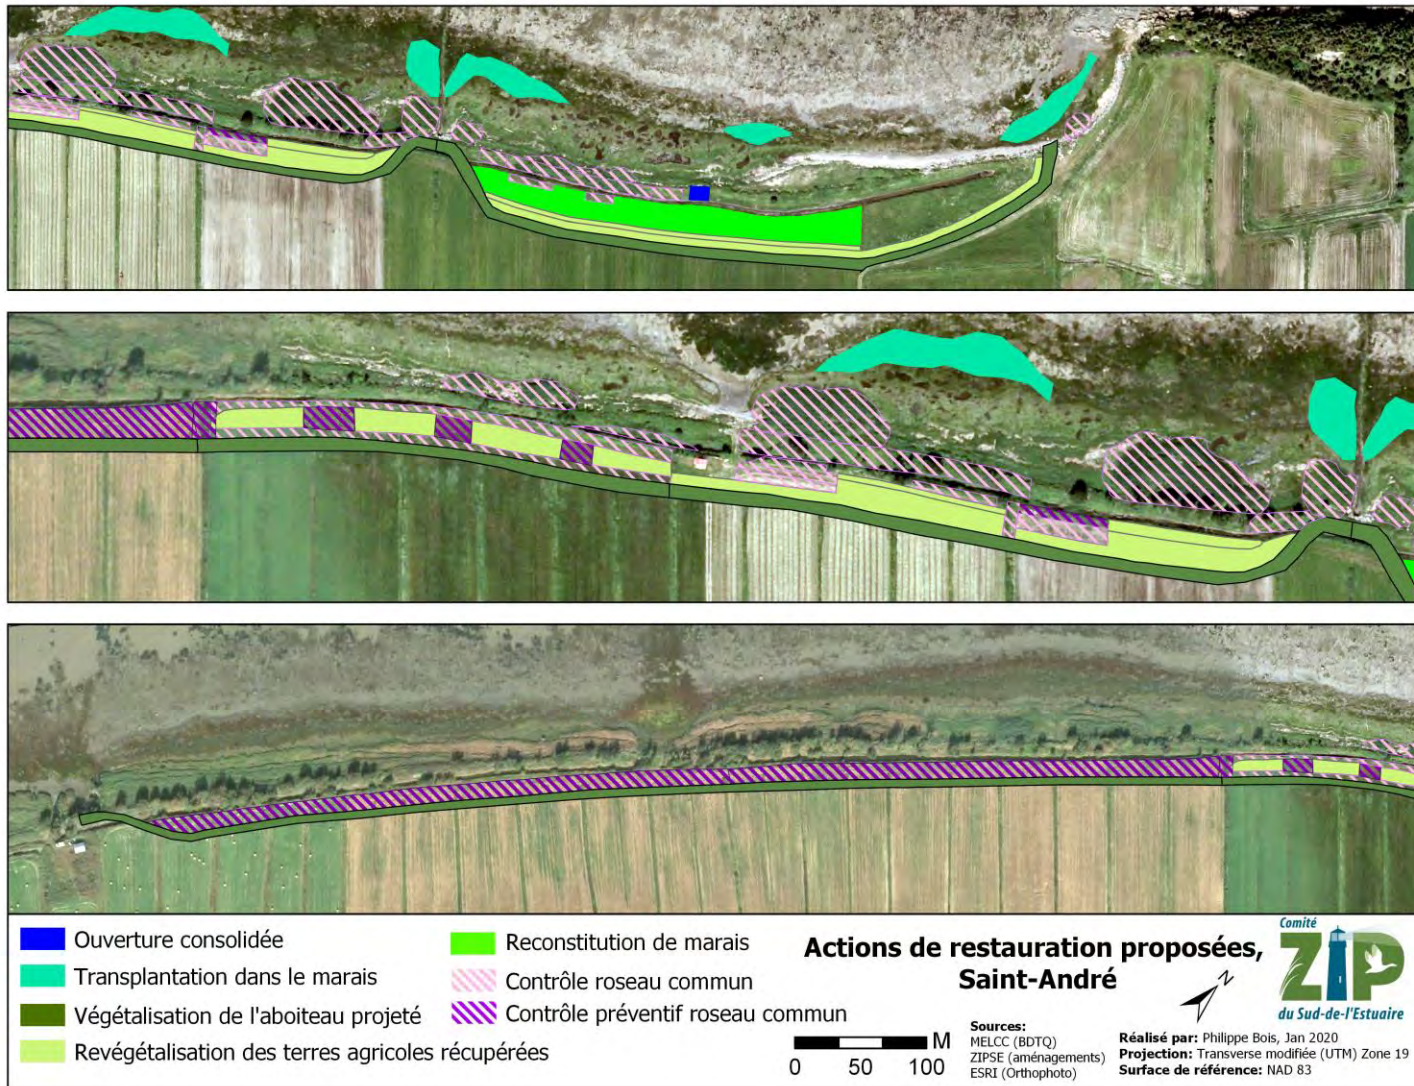 Ouverture consolidée
Transplantation dans le marais
Végétalisation de l'aboiteau projeté
Revégétalisation des terres agricoles récupérées
Reconstitution de marais
Contrôle roseau commun
Contrôle préventif roseau commun
Actions de restauration proposées,
Saint-André
M
0 50 100
Sources:
MELCC (BDTQ)
ZIPSE (aménagements)
ESRI (Orthophoto)
Réalisé par: Philippe Bois, Jan 2020
Projection: Transverse modifiée (UTM) Zone 19
Surface de référence: NAD 83
Comité
ZIP
du Sud-de-l'Estuaire